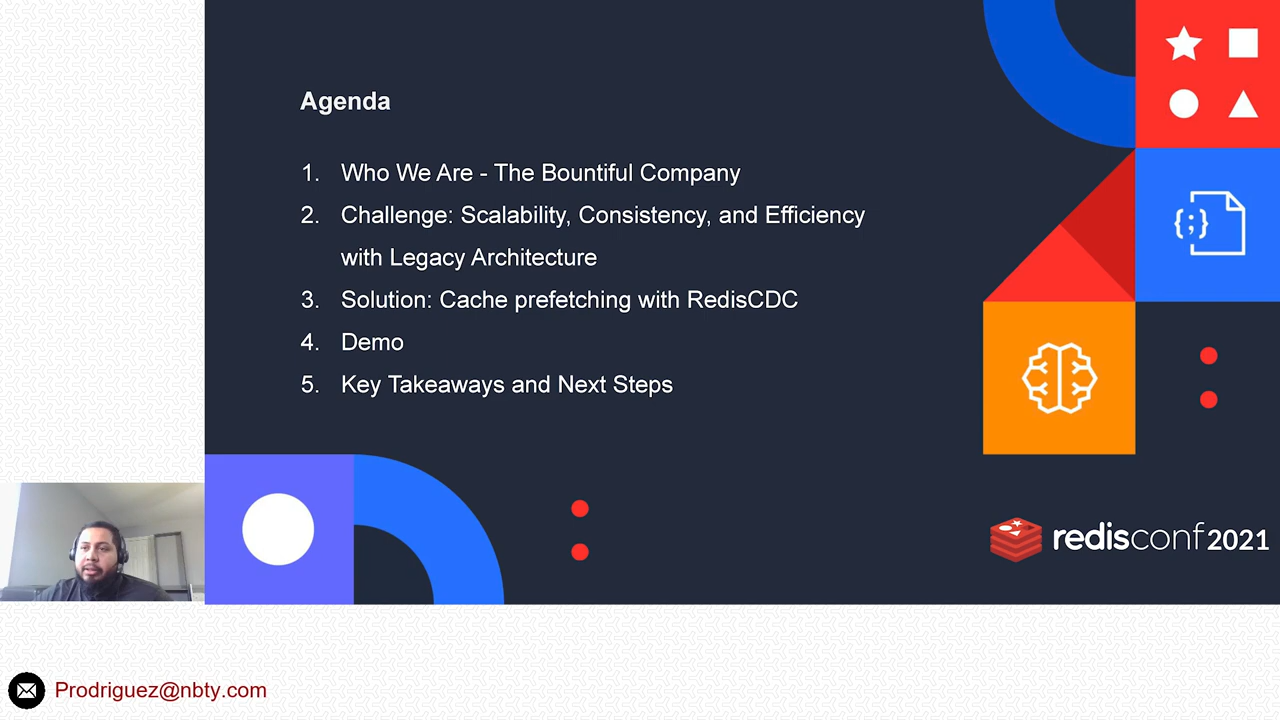 Agenda
1. Who We Are - The Bountiful Company
2. Challenge: Scalability, Consistency, and Efficiency
with Legacy Architecture
3. Solution: Cache prefetching with RedisCDC
4. Demo
5. Key Takeaways and Next Steps
{;}
redisconf 2021
Prodriguez@nbty.com